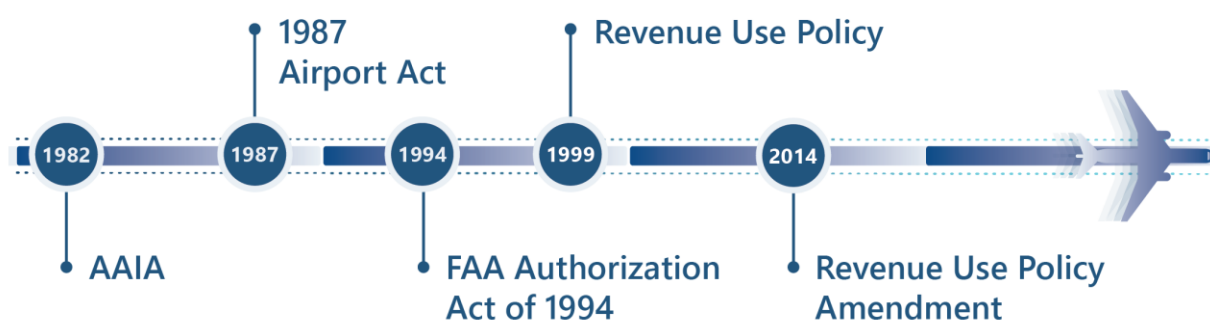 1987
Airport Act
Revenue Use Policy
1982
1987
1994
1999
2014
AAIA
FAA Authorization
Act of 1994
Revenue Use Policy
Amendment